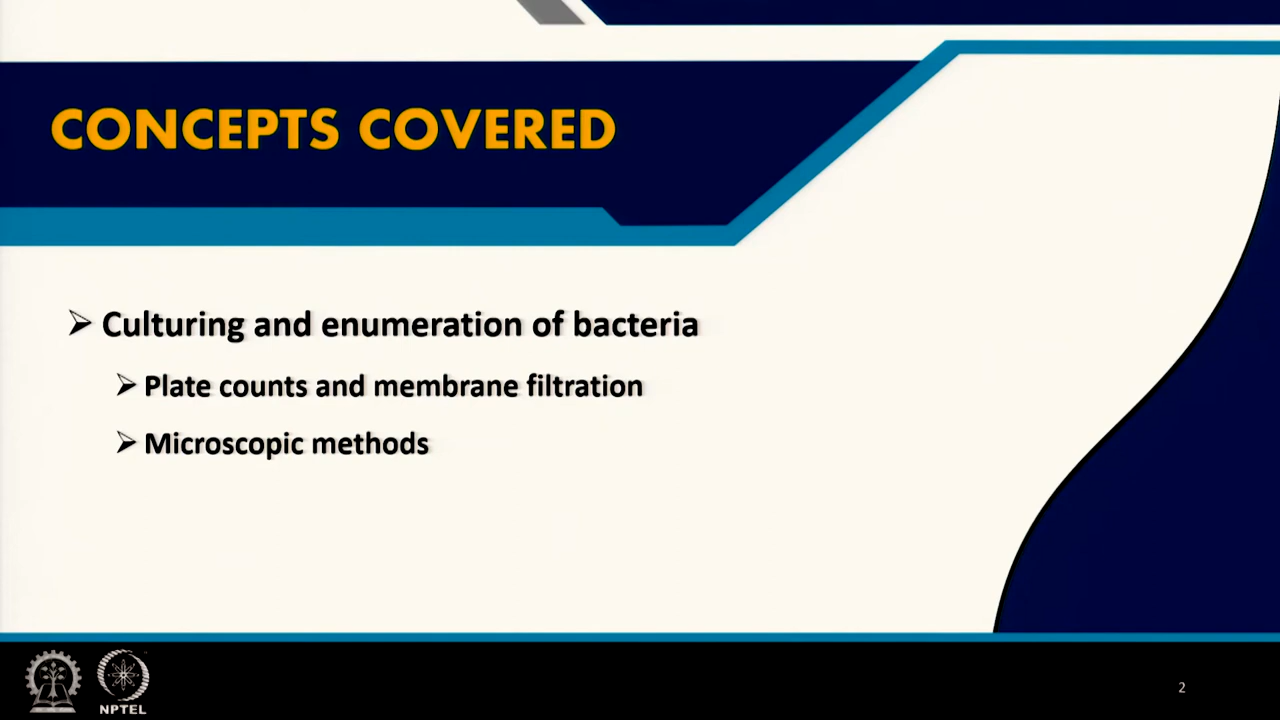 CONCEPTS COVERED
➢ Culturing and enumeration of bacteria
➢ Plate counts and membrane filtration
➢ Microscopic methods
NPTEL
2